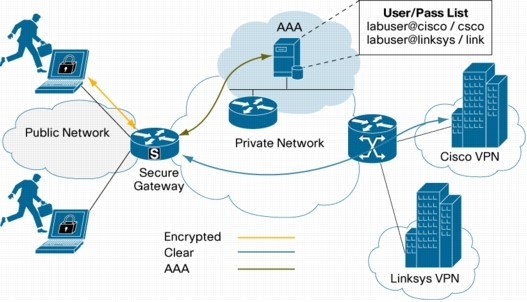 AAA
User/Pass List
labuser@cisco / csco
labuser@linksys / link
Public Network
S
Secure
Gateway
Private Network
Cisco VPN
Linksys VPN
Encrypted
Clear
AAA